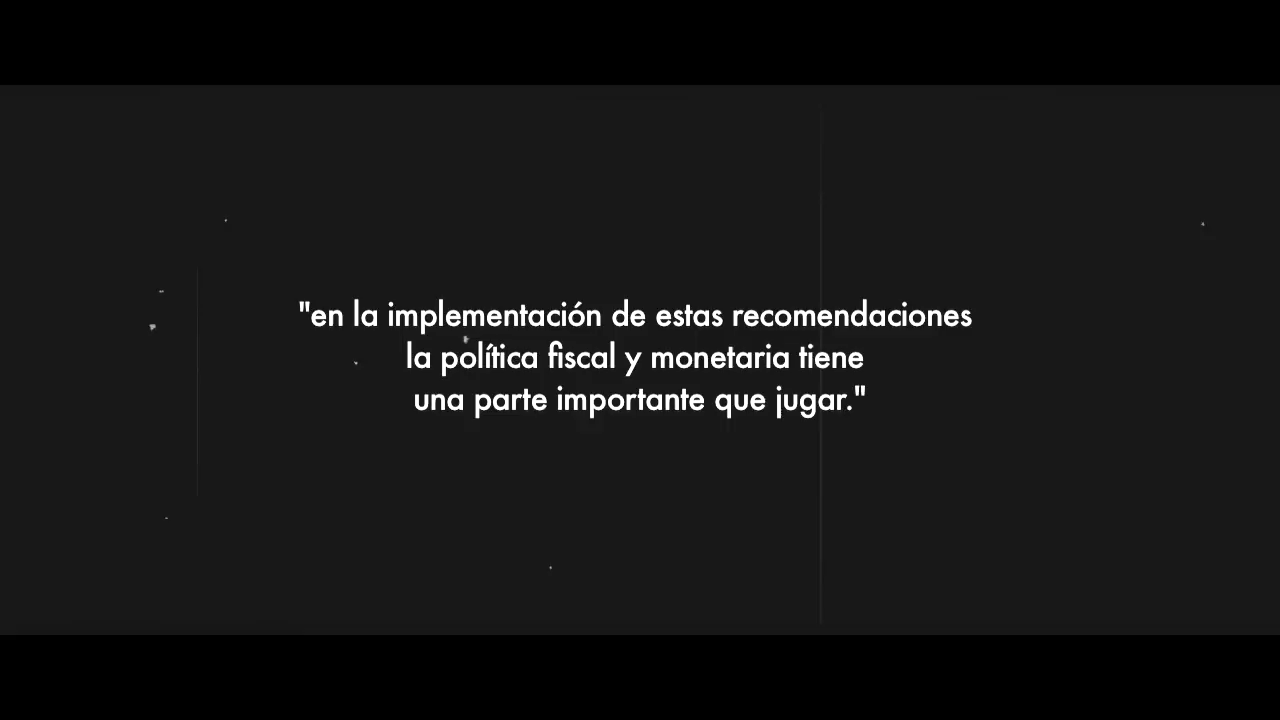 "en la implementación de estas recomendaciones
la política fiscal y monetaria tiene
una parte importante que jugar."